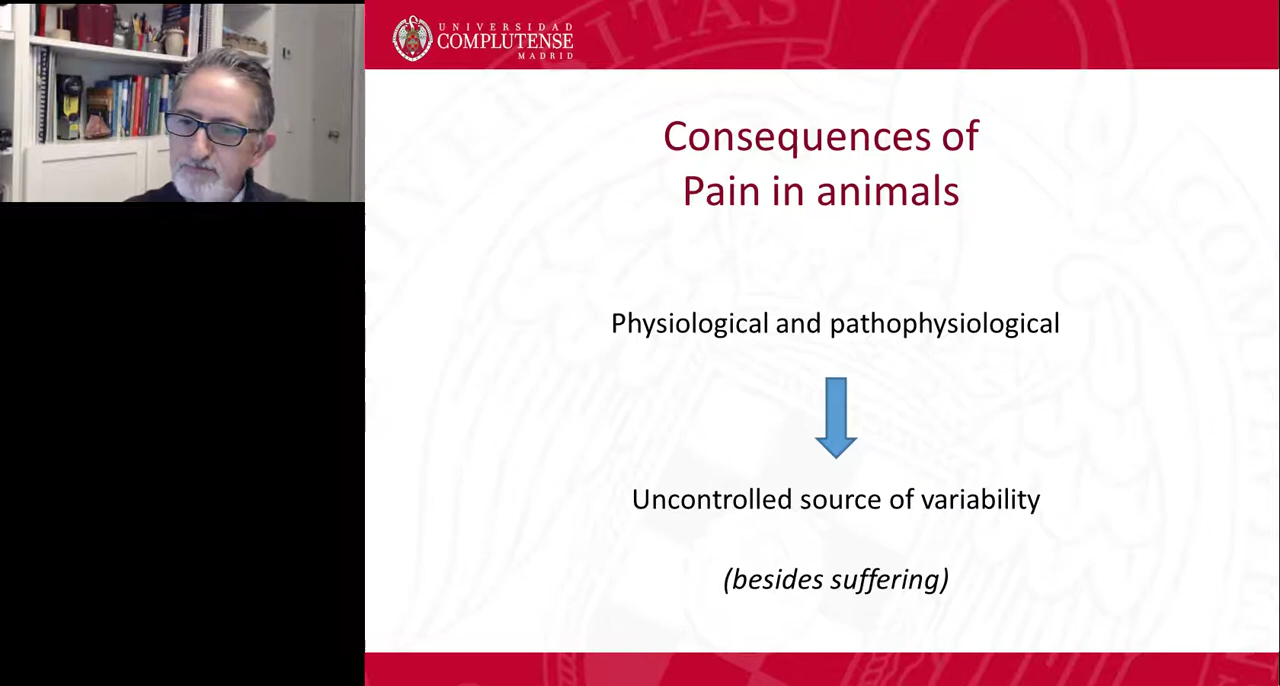 UNIVERSIDAD
COMPLUTENSE
MADRID
Consequences of
Pain in animals
Physiological and pathophysiological
Uncontrolled source of variability
(besides suffering)